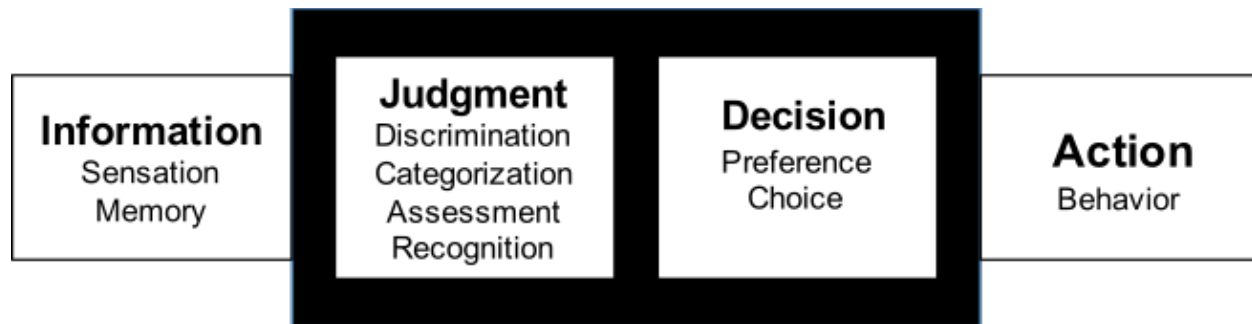 Information
Sensation
Memory
Judgment
Discrimination
Categorization
Assessment
Recognition
Decision
Preference
Choice
Action
Behavior